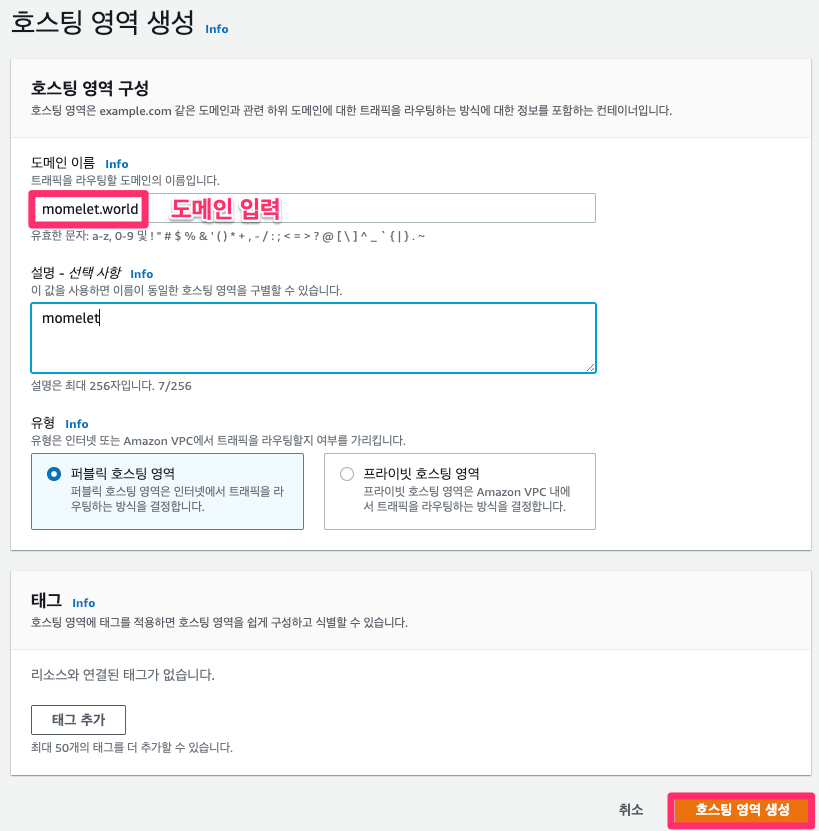 호스팅 영역 생성 Info
호스팅 영역 구성
호스팅 영역은 example.com 같은 도메인과 관련 하위 도메인에 대한 트래픽을 라우팅하는 방식에 대한 정보를 포함하는 컨테이너입니다.
도메인 이름 Info
트래픽을 라우팅할 도메인의 이름입니다.
momelet.world 도메인 입력
유효한 문자: a-z, 0-9 및 ! " # $ % & ' ( ) * + , - / : ; < = > ? @ [ \ ] ^ _ ` { | } . ~
설명 - 선택 사항 Info
이 값을 사용하면 이름이 동일한 호스팅 영역을 구별할 수 있습니다.
momelet
설명은 최대 256자입니다. 7/256
유형 Info
유형은 인터넷 또는 Amazon VPC에서 트래픽을 라우팅할지 여부를 가리킵니다.
퍼블릭 호스팅 영역
퍼블릭 호스팅 영역은 인터넷에서 트래픽을 라
우팅하는 방식을 결정합니다.
프라이빗 호스팅 영역
프라이빗 호스팅 영역은 Amazon VPC 내에
서 트래픽을 라우팅하는 방식을 결정합니다.
태그 Info
호스팅 영역에 태그를 적용하면 호스팅 영역을 쉽게 구성하고 식별할 수 있습니다.
리소스와 연결된 태그가 없습니다.
태그 추가
최대 50개의 태그를 더 추가할 수 있습니다.
취소 호스팅 영역 생성